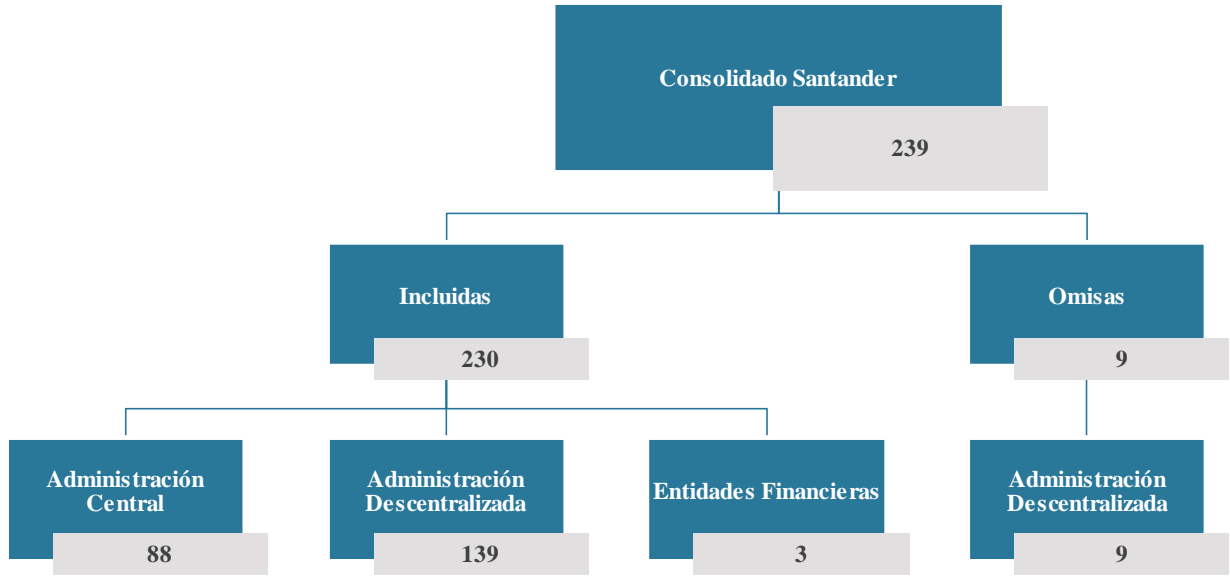 Consolidado Santander
239
Incluidas
230
Omisas
9
Administración
Central
88
Administración
Descentralizada
139
Entidades Financieras
3
Administración
Descentralizada
9